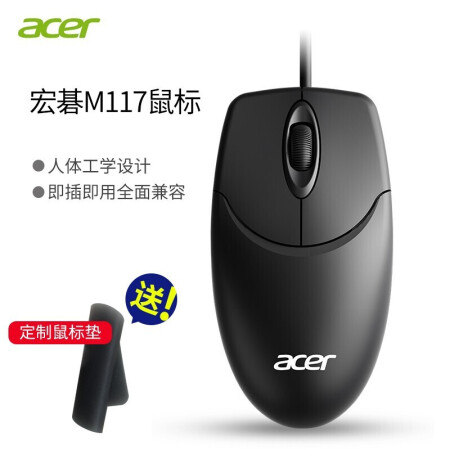 acer
宏碁M117鼠标
●人体工学设计
●即插即用全面兼容
送!
定制鼠标垫
acer